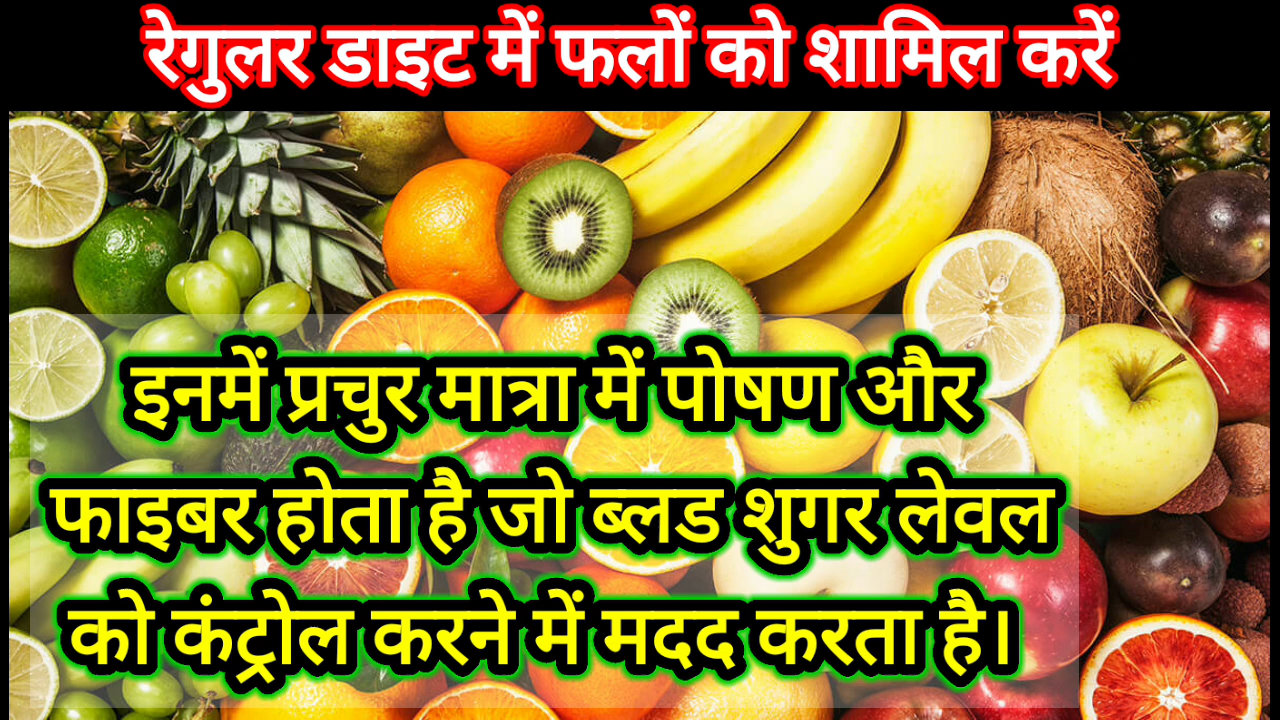 रेगुलर डाइट में फलों को शामिल करें
इनमें प्रचुर मात्रा में पोषण और
फाइबर होता है जो ब्लड शुगर लेवल
को कंट्रोल करने में मदद करता है।